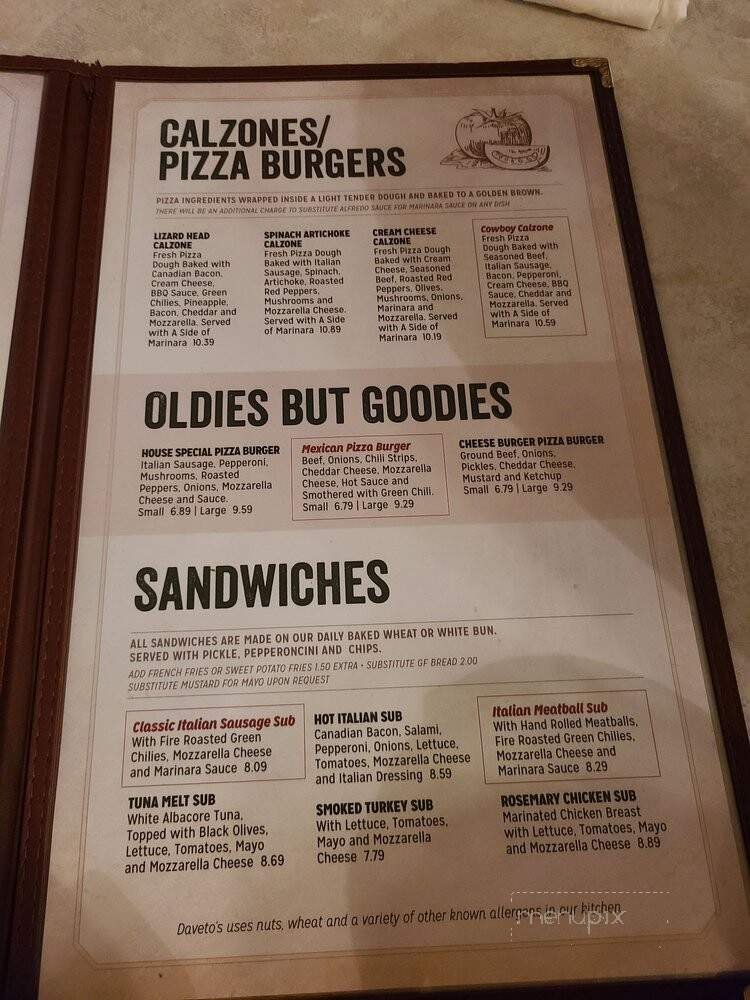 CALZONES/
PIZZA BURGERS
PIZZA INGREDIENTS WRAPPED INSIDE A LIGHT TENDER DOUGH AND BAKED TO A GOLDEN BROWN.
THERE WILL BE AN ADDITIONAL CHARGE TO SUBSTITUTE ALFREDO SAUCE FOR MARINARA SAUCE ON ANY DISH
LIZARD HEAD
CALZONE
Fresh Pizza
Dough Baked with
Canadian Bacon,
Cream Cheese,
BBQ Sauce, Green
Chilies, Pineapple,
Bacon, Cheddar and
Mozzarella. Served
with A Side of
Marinara 10.39
SPINACH ARTICHOKE
CALZONE
Fresh Pizza Dough
Baked with Italian
Sausage, Spinach,
Artichoke, Roasted
Red Peppers,
Mushrooms and
Mozzarella Cheese.
Served with A Side
of Marinara 10.89
CREAM CHEESE
CALZONE
Fresh Pizza Dough
Baked with Cream
Cheese, Seasoned
Beef, Roasted Red
Peppers, Olives,
Mushrooms, Onions,
Marinara and
Mozzarella. Served
with A Side of
Marinara 10.19
Cowboy Calzone
Fresh Pizza
Dough Baked with
Seasoned Beef,
Italian Sausage,
Bacon, Pepperoni,
Cream Cheese, BBQ
Sauce, Cheddar and
Mozzarella. Served
with A Side of
Marinara 10.59
OLDIES BUT GOODIES
HOUSE SPECIAL PIZZA BURGER
Italian Sausage, Pepperoni,
Mushrooms, Roasted
Peppers, Onions, Mozzarella
Cheese and Sauce.
Small 6.89 | Large 9.59
Mexican Pizza Burger
Beef, Onions, Chili Strips,
Cheddar Cheese, Mozzarella
Cheese, Hot Sauce and
Smothered with Green Chili.
Small 6.79 | Large 9.29
CHEESE BURGER PIZZA BURGER
Ground Beef, Onions,
Pickles, Cheddar Cheese,
Mustard and Ketchup
Small 6.79 | Large 9.29
SANDWICHES
ALL SANDWICHES ARE MADE ON OUR DAILY BAKED WHEAT OR WHITE BUN.
SERVED WITH PICKLE, PEPPERONCINI AND CHIPS.
ADD FRENCH FRIES OR SWEET POTATO FRIES 1.50 EXTRA • SUBSTITUTE GF BREAD 2.00
SUBSTITUTE MUSTARD FOR MAYO UPON REQUEST
Classic Italian Sausage Sub
With Fire Roasted Green
Chilies, Mozzarella Cheese
and Marinara Sauce 8.09
HOT ITALIAN SUB
Canadian Bacon, Salami,
Pepperoni, Onions, Lettuce,
Tomatoes, Mozzarella Cheese
and Italian Dressing 8.59
Italian Meatball Sub
With Hand Rolled Meatballs,
Fire Roasted Green Chilies,
Mozzarella Cheese and
Marinara Sauce 8.29
TUNA MELT SUB
White Albacore Tuna,
Topped with Black Olives,
Lettuce, Tomatoes, Mayo
and Mozzarella Cheese 8.69
SMOKED TURKEY SUB
With Lettuce, Tomatoes,
Mayo and Mozzarella
Cheese 7.79
ROSEMARY CHICKEN SUB
Marinated Chicken Breast
with Lettuce, Tomatoes, Mayo
and Mozzarella Cheese 8.89
Daveto's uses nuts, wheat and a variety of other known allergens in our kitchen
menupix